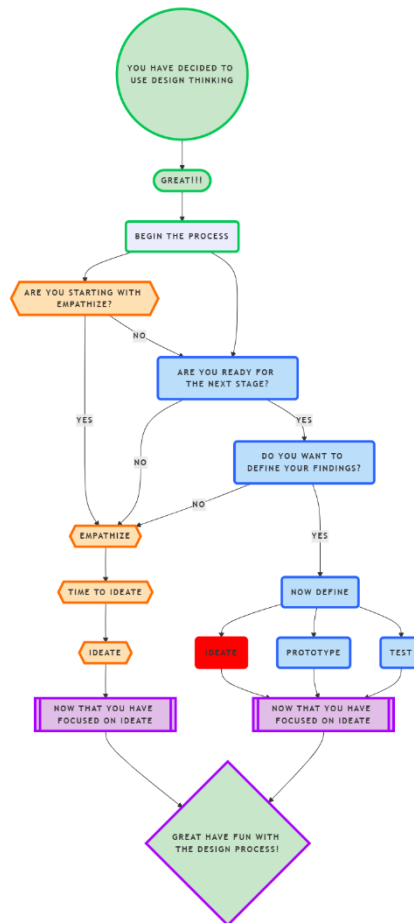 YOU HAVE DECIDED TO
USE DESIGN THINKING
GREAT!!!
BEGIN THE PROCESS
ARE YOU STARTING WITH
EMPATHIZE?
NO
ARE YOU READY FOR
THE NEXT STAGE?
YES
YES
NO
DO YOU WANT TO
DEFINE YOUR FINDINGS?
NO
YES
EMPATHIZE
TIME TO IDEATE
NOW DEFINE
IDEATE
IDEATE
PROTOTYPE
TEST
NOW THAT YOU HAVE
FOCUSED ON IDEATE
NOW THAT YOU HAVE
FOCUSED ON IDEATE
GREAT HAVE FUN WITH
THE DESIGN PROCESS!